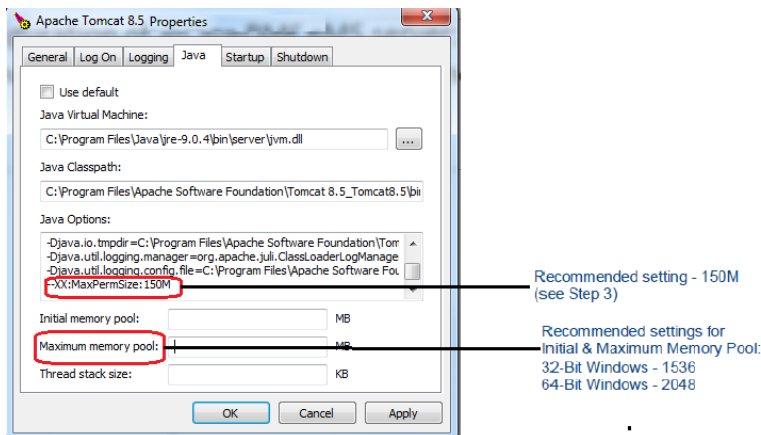 Apache Tomcat 8.5 Properties
General Log On Logging Java Startup Shutdown
Use default
Java Virtual Machine:
C:\Program Files\Java\jre-9.0.4\bin\server\jvm.dll
...
Java Classpath:
C:\Program Files\Apache Software Foundation\Tomcat 8.5_Tomcat8.5\bi
Java Options:
-Djava.io.tmpdir=C:\Program Files\Apache Software Foundation\Tom
-Djava.util.logging.manager=org.apache.juli.ClassLoaderLogManage
-Djava.util.logging.config.file=C:\Program Files\Apache Software Fou
--XX:MaxPermSize:150M
Recommended setting - 150M
(see Step 3)
Initial memory pool: MB
Maximum memory pool: MB
Thread stack size: KB
Recommended settings for
Initial & Maximum Memory Pool:
32-Bit Windows - 1536
64-Bit Windows - 2048
OK Cancel Apply